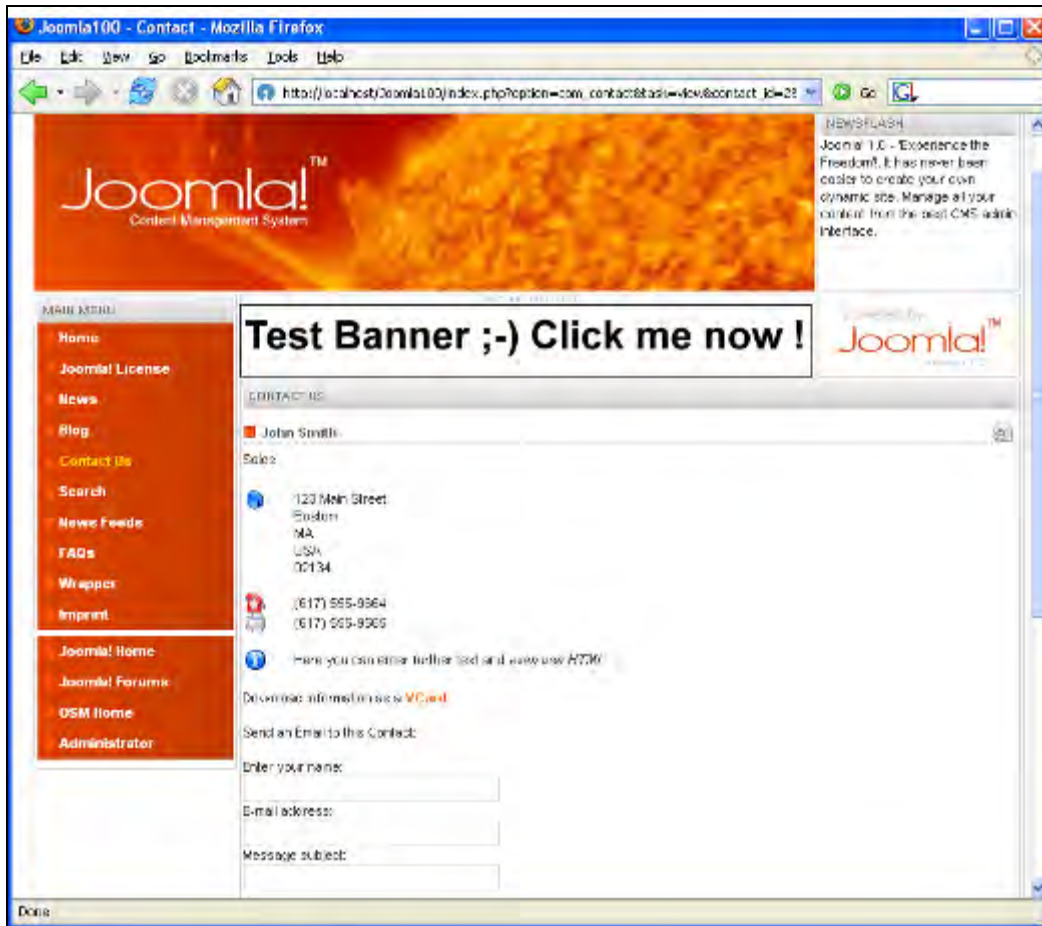 Joomla100 - Contact - Mozilla Firefox
File Edit View Go Bookmarks Tools Help
http://localhost/Joomla100/index.php?option=com_contact&task=view&contact_id=28 Go
NEWSFLASH
Joomla! 1.0 - 'Experience the
Freedom!'. It has never been
easier to create your own
dynamic site. Manage all your
content from the best CMS admin
interface.
Joomla!™
Content Management System
MAIN MENU
Home
Joomla! License
News
Blog
Contact Us
Search
News Feeds
FAQs
Wrapper
Imprint
Joomla! Home
Joomla! Forums
OSM Home
Administrator
Test Banner ;-) Click me now !
Joomla!™
CONTACT US
John Smith
Sales
123 Main Street
Boston
MA
USA
02134
(617) 555-9564
(617) 555-9565
Here you can enter further text and even use HTML
Download information as a VCard
Send an Email to this Contact:
Enter your name:
E-mail address:
Message subject:
Done